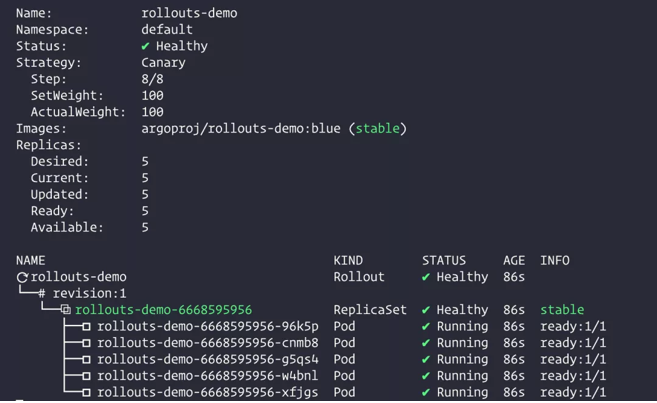 Name: rollouts-demo
Namespace: default
Status: ✔ Healthy
Strategy: Canary
Step: 8/8
SetWeight: 100
ActualWeight: 100
Images: argoproj/rollouts-demo:blue (stable)
Replicas:
Desired: 5
Current: 5
Updated: 5
Ready: 5
Available: 5
NAME KIND STATUS AGE INFO
rollouts-demo Rollout ✔ Healthy 86s
# revision:1
rollouts-demo-6668595956 ReplicaSet ✔ Healthy 86s stable
rollouts-demo-6668595956-96k5p Pod ✔ Running 86s ready:1/1
rollouts-demo-6668595956-cnmb8 Pod ✔ Running 86s ready:1/1
rollouts-demo-6668595956-g5qs4 Pod ✔ Running 86s ready:1/1
rollouts-demo-6668595956-w4bnl Pod ✔ Running 86s ready:1/1
rollouts-demo-6668595956-xfjgs Pod ✔ Running 86s ready:1/1